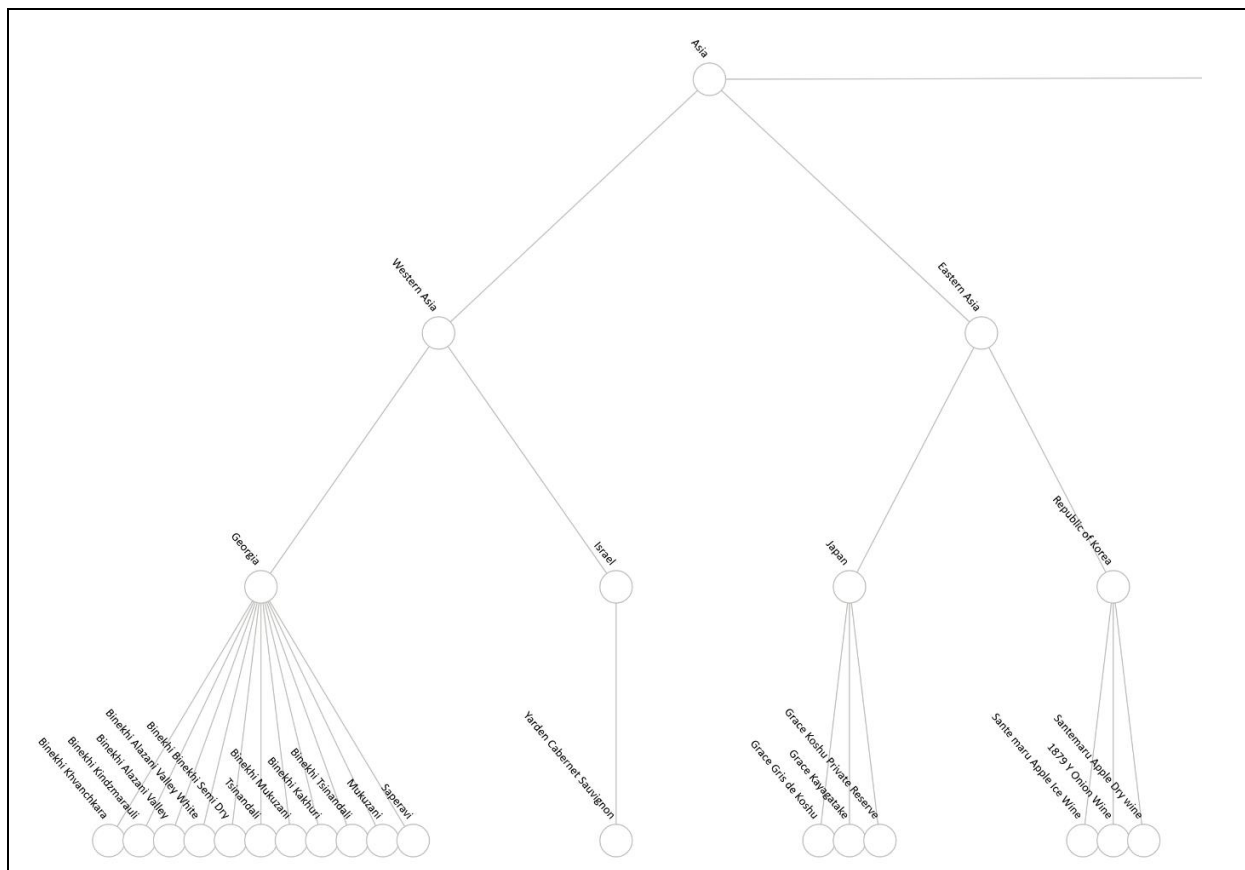 Asia
Western Asia
Eastern Asia
Georgia
Israel
Japan
Republic of Korea
Binekhi Khvanchkara
Binekhi Kindzmarauli
Binekhi Alazani Valley
Binekhi Alazani Valley White
Binekhi Binekhi Semi Dry
Tsinandali
Binekhi Mukuzani
Binekhi Kakhuri
Binekhi Tsinandali
Mukuzani
Saperavi
Yarden Cabernet Sauvignon
Grace Gris de Koshu
Grace Kayagatake
Grace Koshu Private Reserve
Sante maru Apple Ice Wine
1879 Y Onion Wine
Santemaru Apple Dry wine